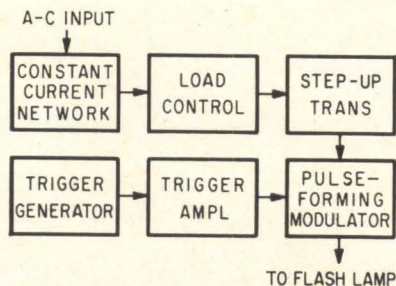 A-C INPUT
CONSTANT
CURRENT
NETWORK
LOAD
CONTROL
STEP-UP
TRANS
TRIGGER
GENERATOR
TRIGGER
AMPL
PULSE-
FORMING
MODULATOR
TO FLASH LAMP